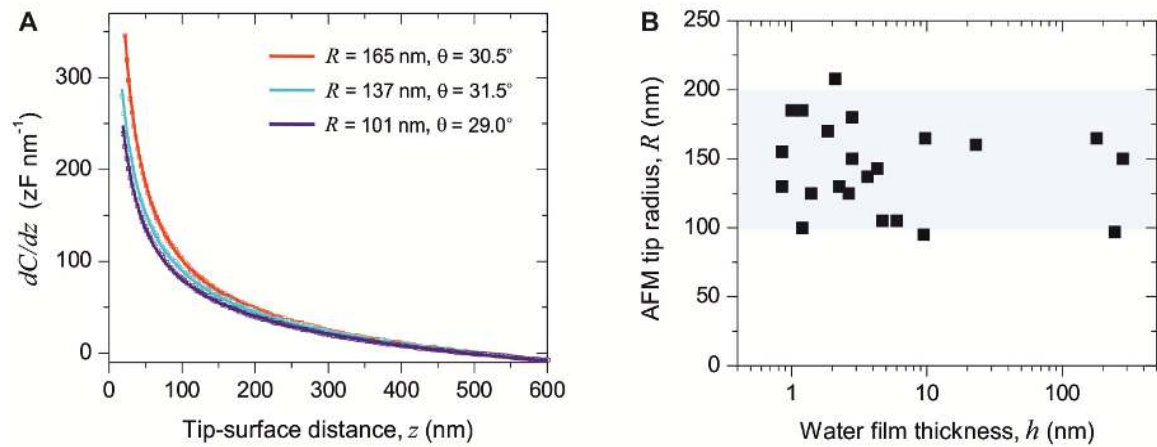 A
R = 165 nm, θ = 30.5°
R = 137 nm, θ = 31.5°
R = 101 nm, θ = 29.0°
dC/dz (zF nm⁻¹)
300
200
100
0
0 100 200 300 400 500 600
Tip-surface distance, z (nm)
B
AFM tip radius, R (nm)
250
200
150
100
50
0
1 10 100
Water film thickness, h (nm)